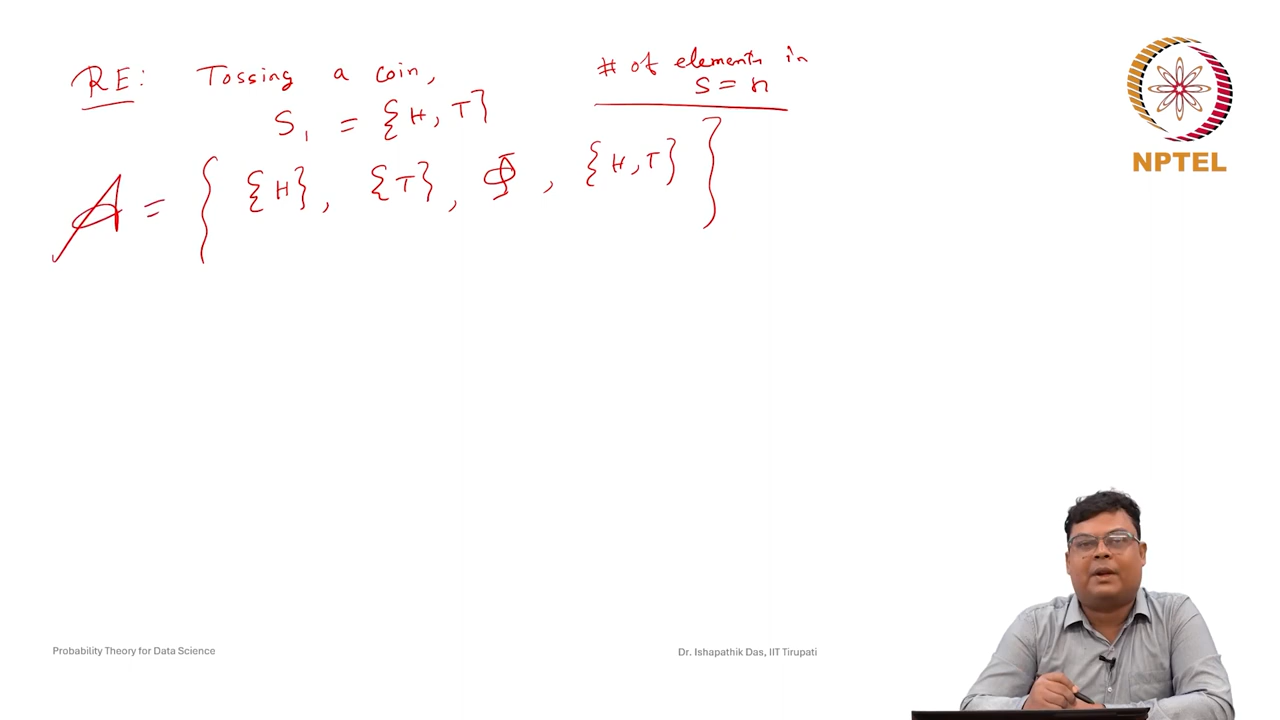 RE: Tossing a coin,
S₁ = {H, T}
# of elements in
S = n
𝒜 = { {H}, {T}, Φ, {H,T} }
NPTEL
Probability Theory for Data Science
Dr. Ishapathik Das, IIT Tirupati